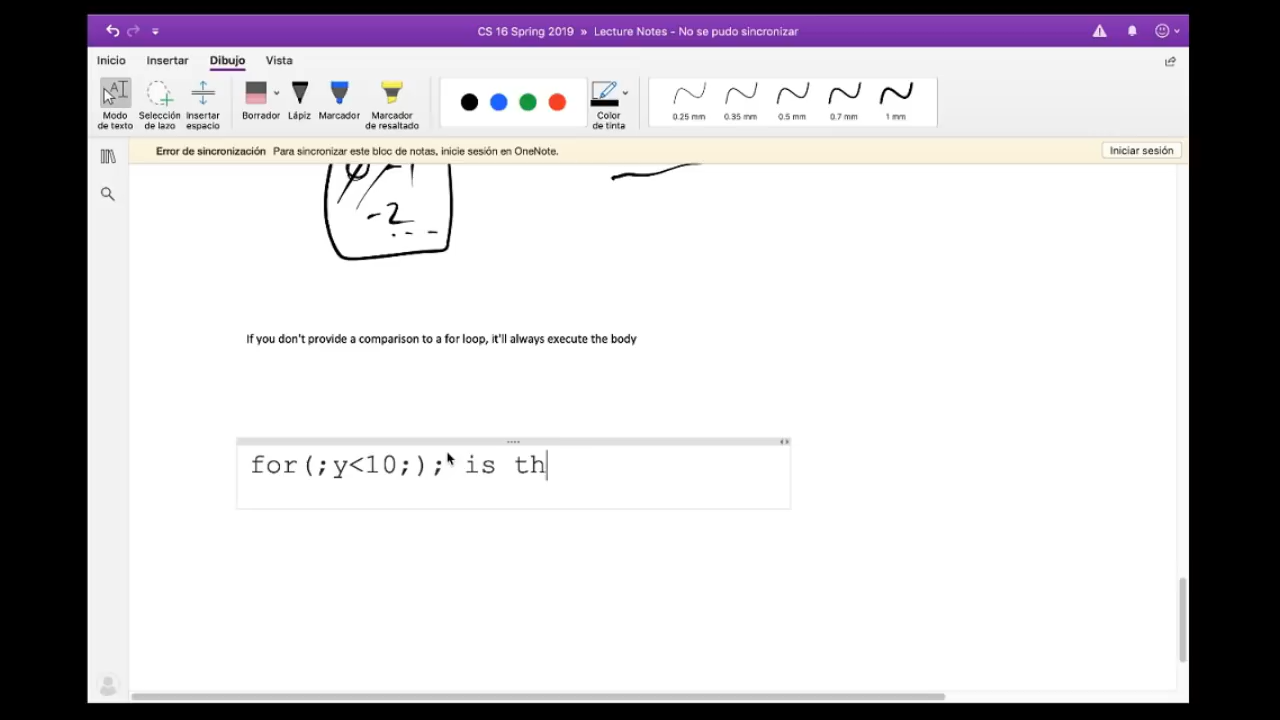 CS 16 Spring 2019 » Lecture Notes - No se pudo sincronizar
Inicio Insertar Dibujo Vista
Modo de texto
Selección de lazo
Insertar espacio
Borrador
Lápiz
Marcador
Marcador de resaltado
Color de tinta
0.25 mm 0.35 mm 0.5 mm 0.7 mm 1 mm
Error de sincronización Para sincronizar este bloc de notas, inicie sesión en OneNote. Iniciar sesión
-2
If you don't provide a comparison to a for loop, it'll always execute the body
for(;y<10;); is th